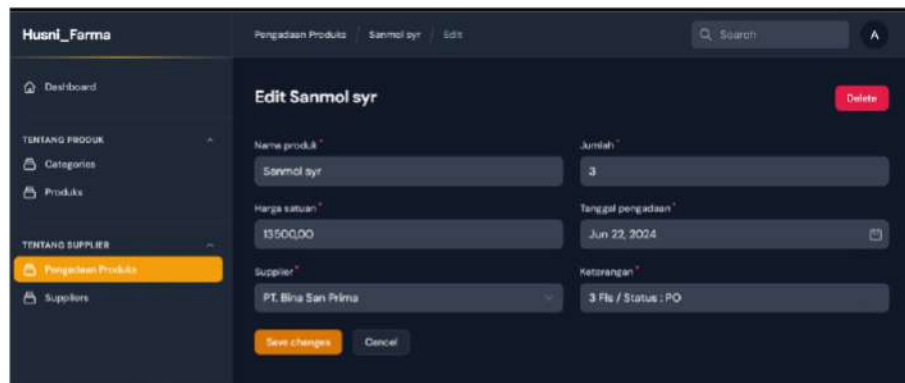 Husni_Farma
Pengadaan Produks / Sanmol syr / Edit
Search
A
Dashboard
Edit Sanmol syr
Delete
TENTANG PRODUK
Categories
Produks
Nama produk*
Sanmol syr
Jumlah*
3
Harga satuan*
13500,00
Tanggal pengadaan*
Jun 22, 2024
TENTANG SUPPLIER
Pengadaan Produks
Suppliers
Supplier*
PT. Bina San Prima
Keterangan*
3 Fls / Status : PO
Save changes
Cancel